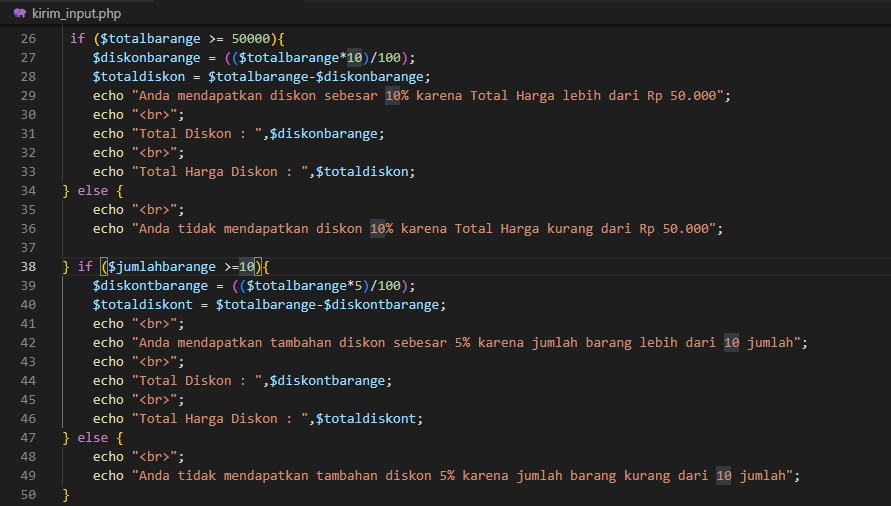 kirim_input.php
26 if ($totalbarange >= 50000){
27 $diskonbarange = (($totalbarange*10)/100);
28 $totaldiskon = $totalbarange-$diskonbarange;
29 echo "Anda mendapatkan diskon sebesar 10% karena Total Harga lebih dari Rp 50.000";
30 echo "<br>";
31 echo "Total Diskon : ",$diskonbarange;
32 echo "<br>";
33 echo "Total Harga Diskon : ",$totaldiskon;
34 } else {
35 echo "<br>";
36 echo "Anda tidak mendapatkan diskon 10% karena Total Harga kurang dari Rp 50.000";
37
38 } if ($jumlahbarange >=10){
39 $diskontbarange = (($totalbarange*5)/100);
40 $totaldiskont = $totalbarange-$diskontbarange;
41 echo "<br>";
42 echo "Anda mendapatkan tambahan diskon sebesar 5% karena jumlah barang lebih dari 10 jumlah";
43 echo "<br>";
44 echo "Total Diskon : ",$diskontbarange;
45 echo "<br>";
46 echo "Total Harga Diskon : ",$totaldiskont;
47 } else {
48 echo "<br>";
49 echo "Anda tidak mendapatkan tambahan diskon 5% karena jumlah barang kurang dari 10 jumlah";
50 }